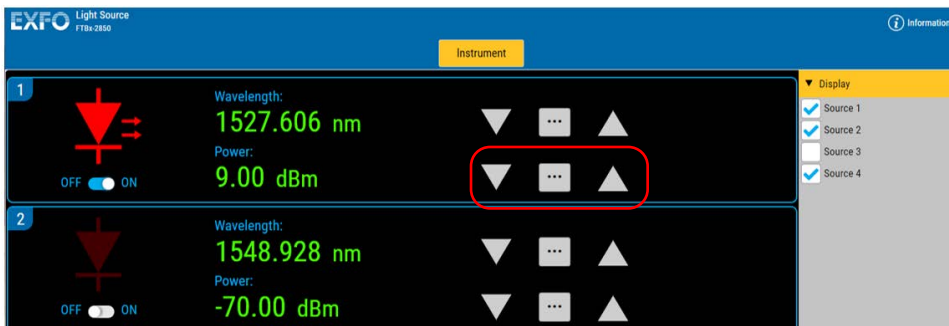 EXFO Light Source
FTBx-2850
Information
Instrument
1
Wavelength:
1527.606 nm
Power:
9.00 dBm
OFF ON
2
Wavelength:
1548.928 nm
Power:
-70.00 dBm
OFF ON
Display
Source 1
Source 2
Source 3
Source 4